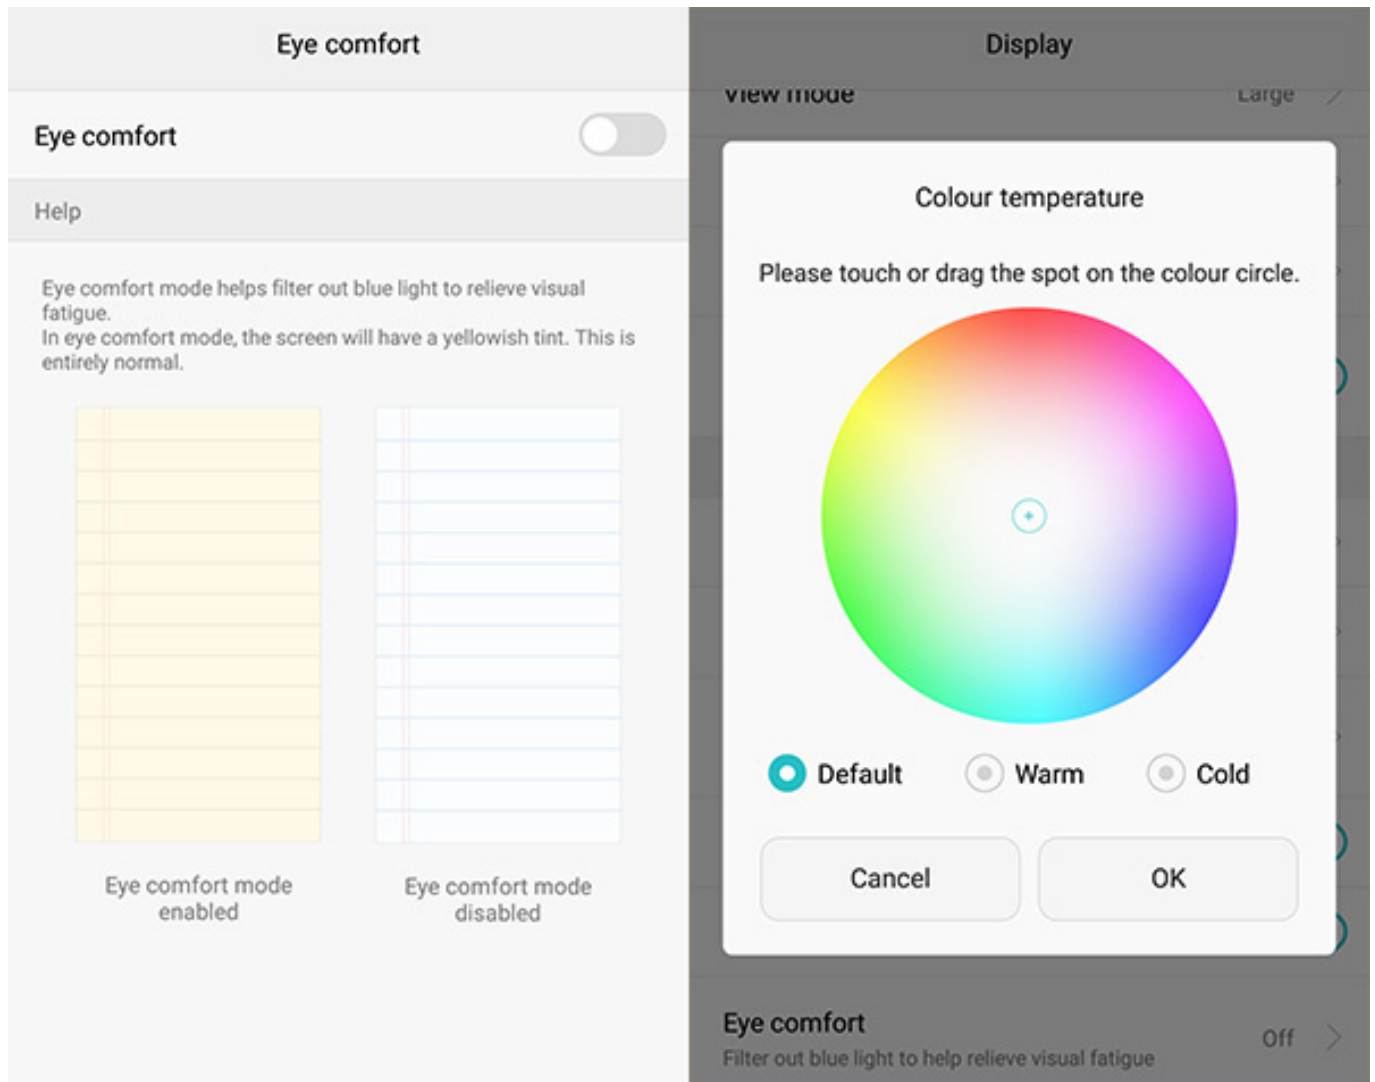 Eye comfort
Eye comfort
Help
Eye comfort mode helps filter out blue light to relieve visual
fatigue.
In eye comfort mode, the screen will have a yellowish tint. This is
entirely normal.
Eye comfort mode
enabled
Eye comfort mode
disabled
Display
View mode
Large
Colour temperature
Please touch or drag the spot on the colour circle.
Default
Warm
Cold
Cancel
OK
Eye comfort
Off
Filter out blue light to help relieve visual fatigue